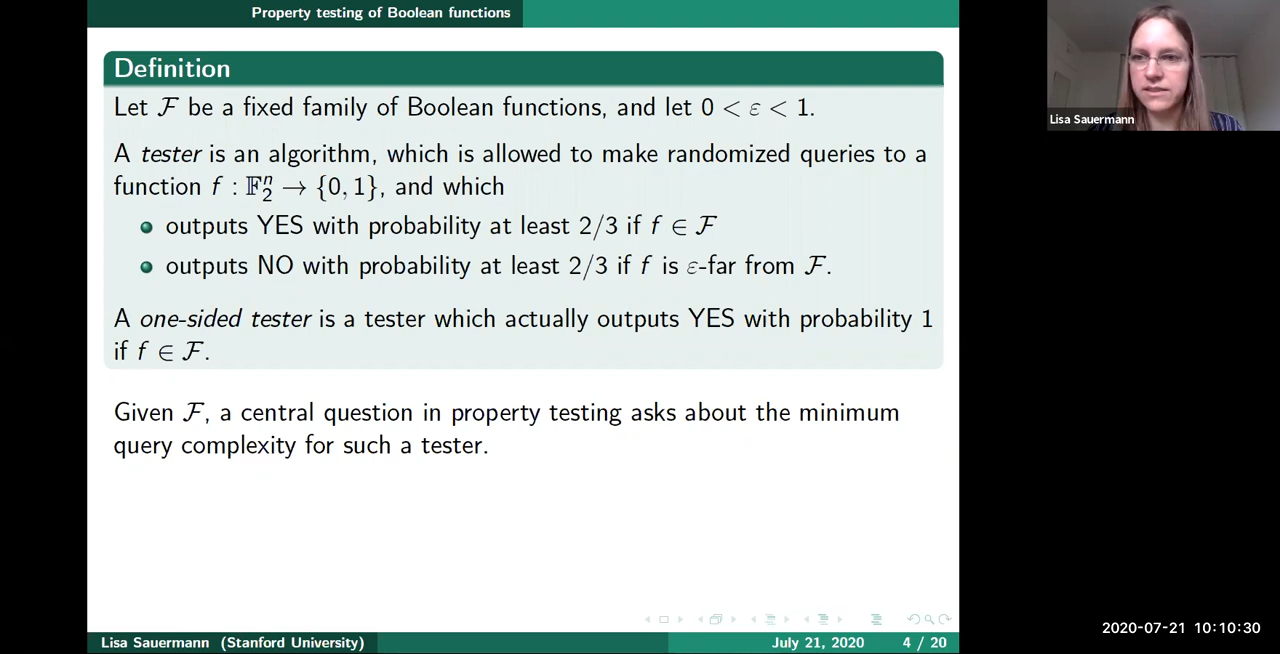 Property testing of Boolean functions
Definition
Let ℱ be a fixed family of Boolean functions, and let 0 < ε < 1.
A tester is an algorithm, which is allowed to make randomized queries to a
function f : 𝔽₂ⁿ → {0, 1}, and which
outputs YES with probability at least 2/3 if f ∈ ℱ
outputs NO with probability at least 2/3 if f is ε-far from ℱ.
A one-sided tester is a tester which actually outputs YES with probability 1
if f ∈ ℱ.
Given ℱ, a central question in property testing asks about the minimum
query complexity for such a tester.
Lisa Sauermann (Stanford University)
July 21, 2020
4 / 20
Lisa Sauermann
2020-07-21 10:10:30